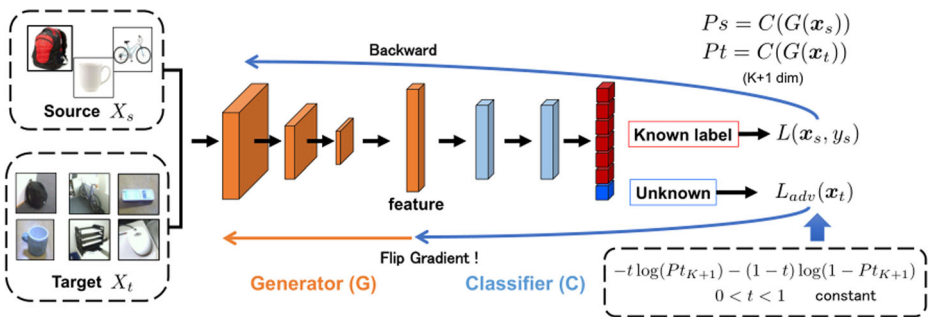 Ps = C(G(x_s))
Pt = C(G(x_t))
(K+1 dim)
Backward
Source X_s
Known label
L(x_s, y_s)
Unknown
L_adv(x_t)
feature
Flip Gradient !
Target X_t
Generator (G)
Classifier (C)
−t log(Pt_{K+1}) − (1 − t) log(1 − Pt_{K+1})
0 < t < 1 constant